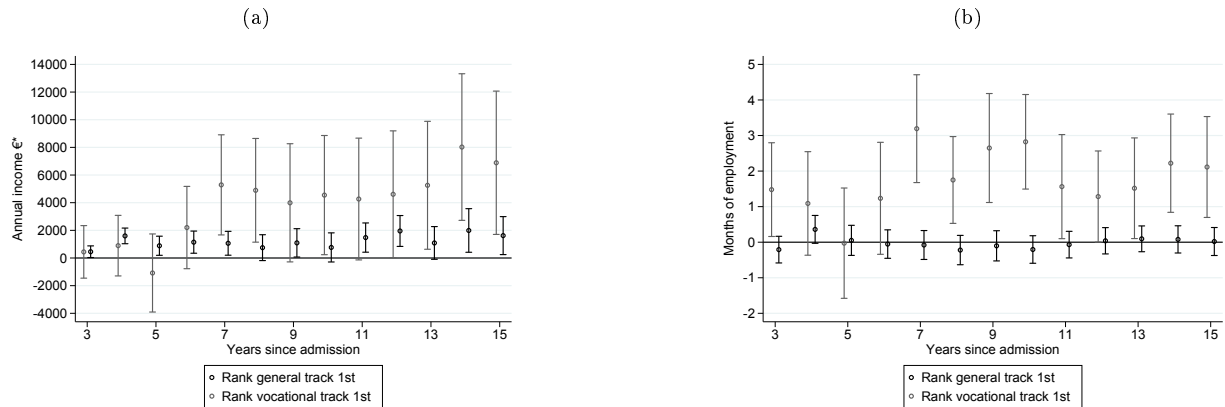 (a)
14000
12000
10000
8000
6000
4000
2000
0
-2000
-4000
Annual income €*
3 5 7 9 11 13 15
Years since admission
Rank general track 1st
Rank vocational track 1st
(b)
5
4
3
2
1
0
-1
-2
Months of employment
3 5 7 9 11 13 15
Years since admission
Rank general track 1st
Rank vocational track 1st